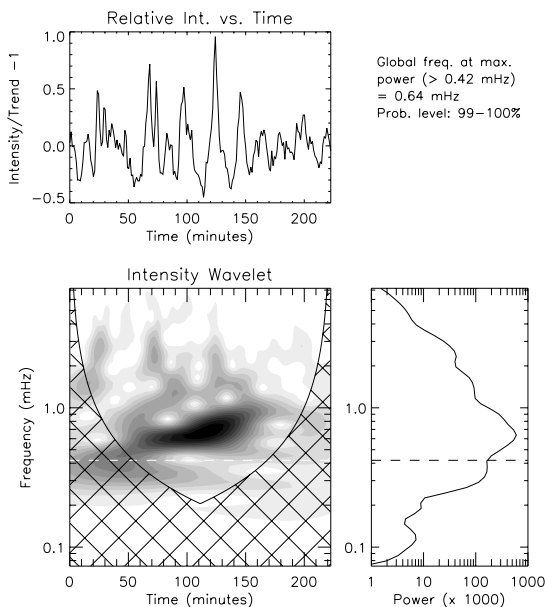 Relative Int. vs. Time
1.0
0.5
0.0
−0.5
Intensity/Trend −1
0 50 100 150 200
Time (minutes)
Global freq. at max.
power (> 0.42 mHz)
= 0.64 mHz
Prob. level: 99−100%
Intensity Wavelet
1.0
0.1
Frequency (mHz)
0 50 100 150 200
Time (minutes)
1.0
0.1
1 10 100 1000
Power (x 1000)